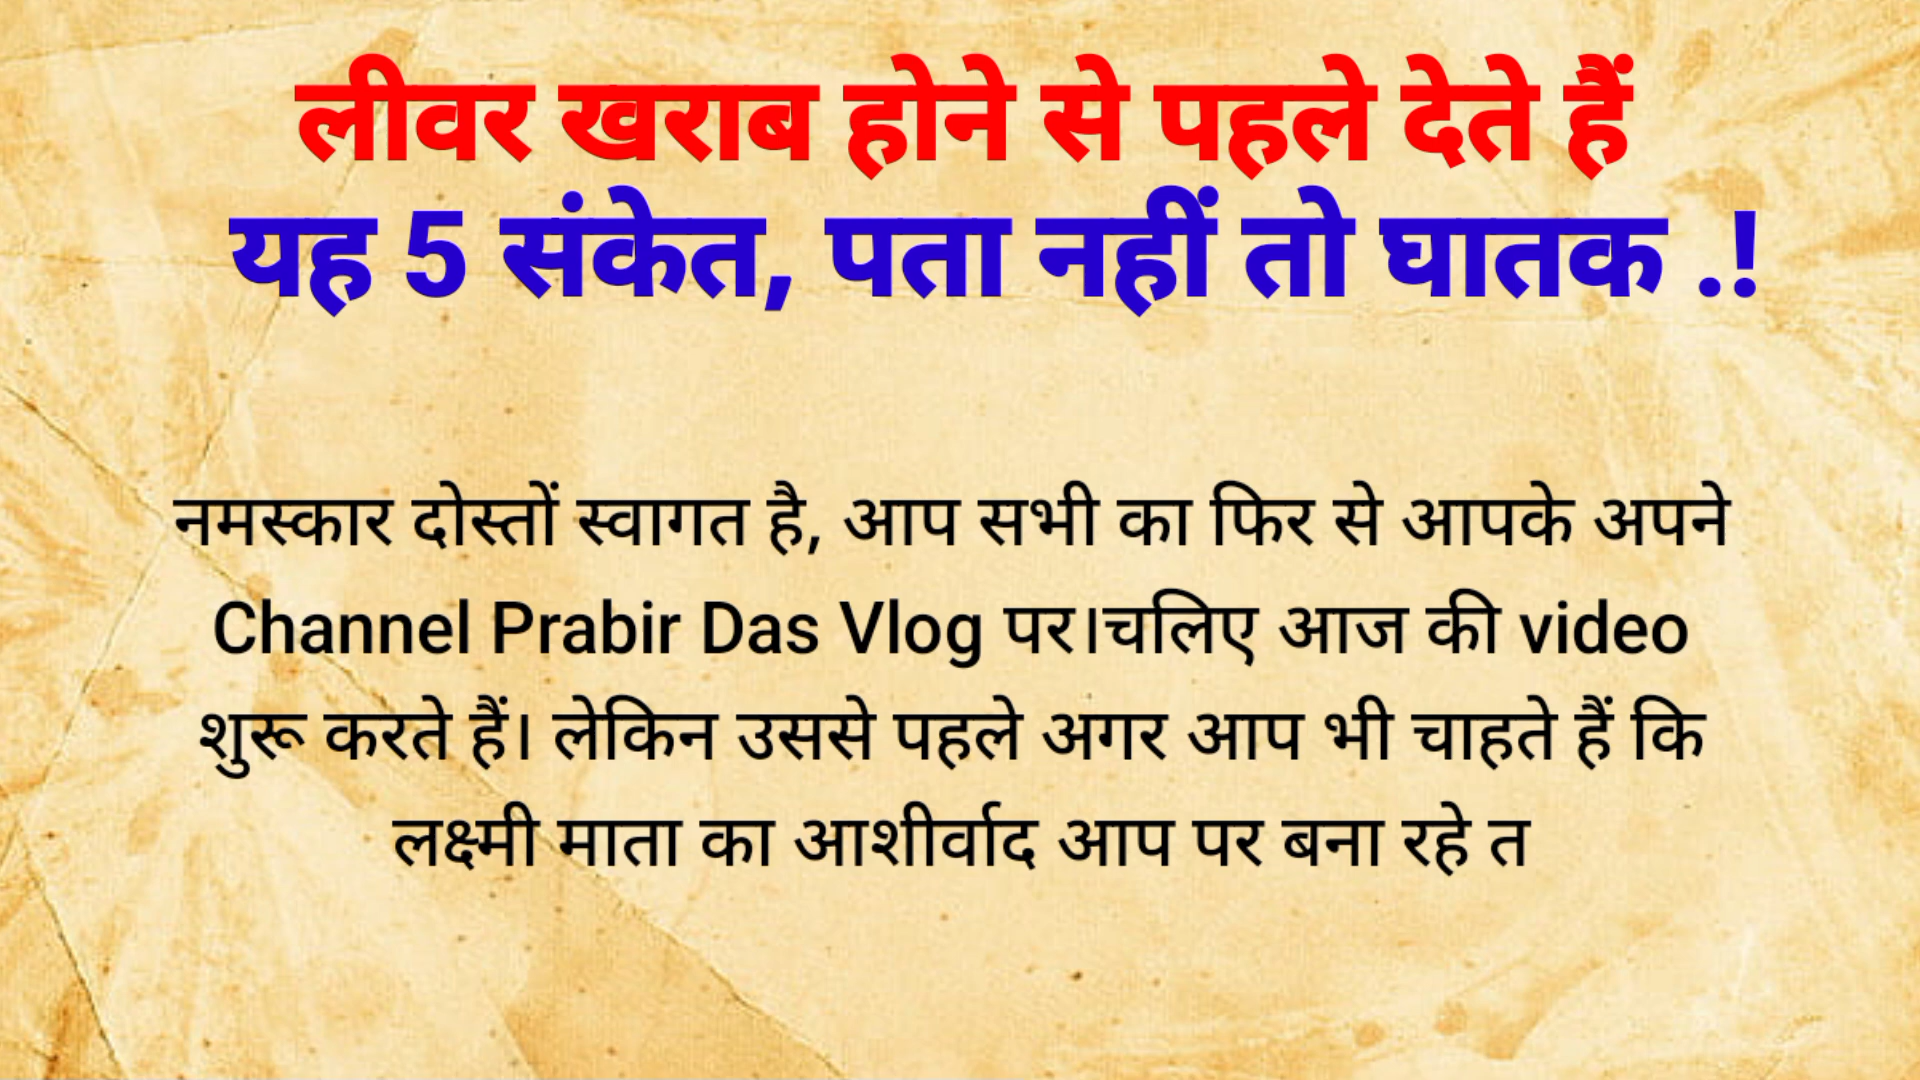 लीवर खराब होने से पहले देते हैं
यह 5 संकेत, पता नहीं तो घातक .!
नमस्कार दोस्तों स्वागत है, आप सभी का फिर से आपके अपने
Channel Prabir Das Vlog पर।चलिए आज की video
शुरू करते हैं। लेकिन उससे पहले अगर आप भी चाहते हैं कि
लक्ष्मी माता का आशीर्वाद आप पर बना रहे त